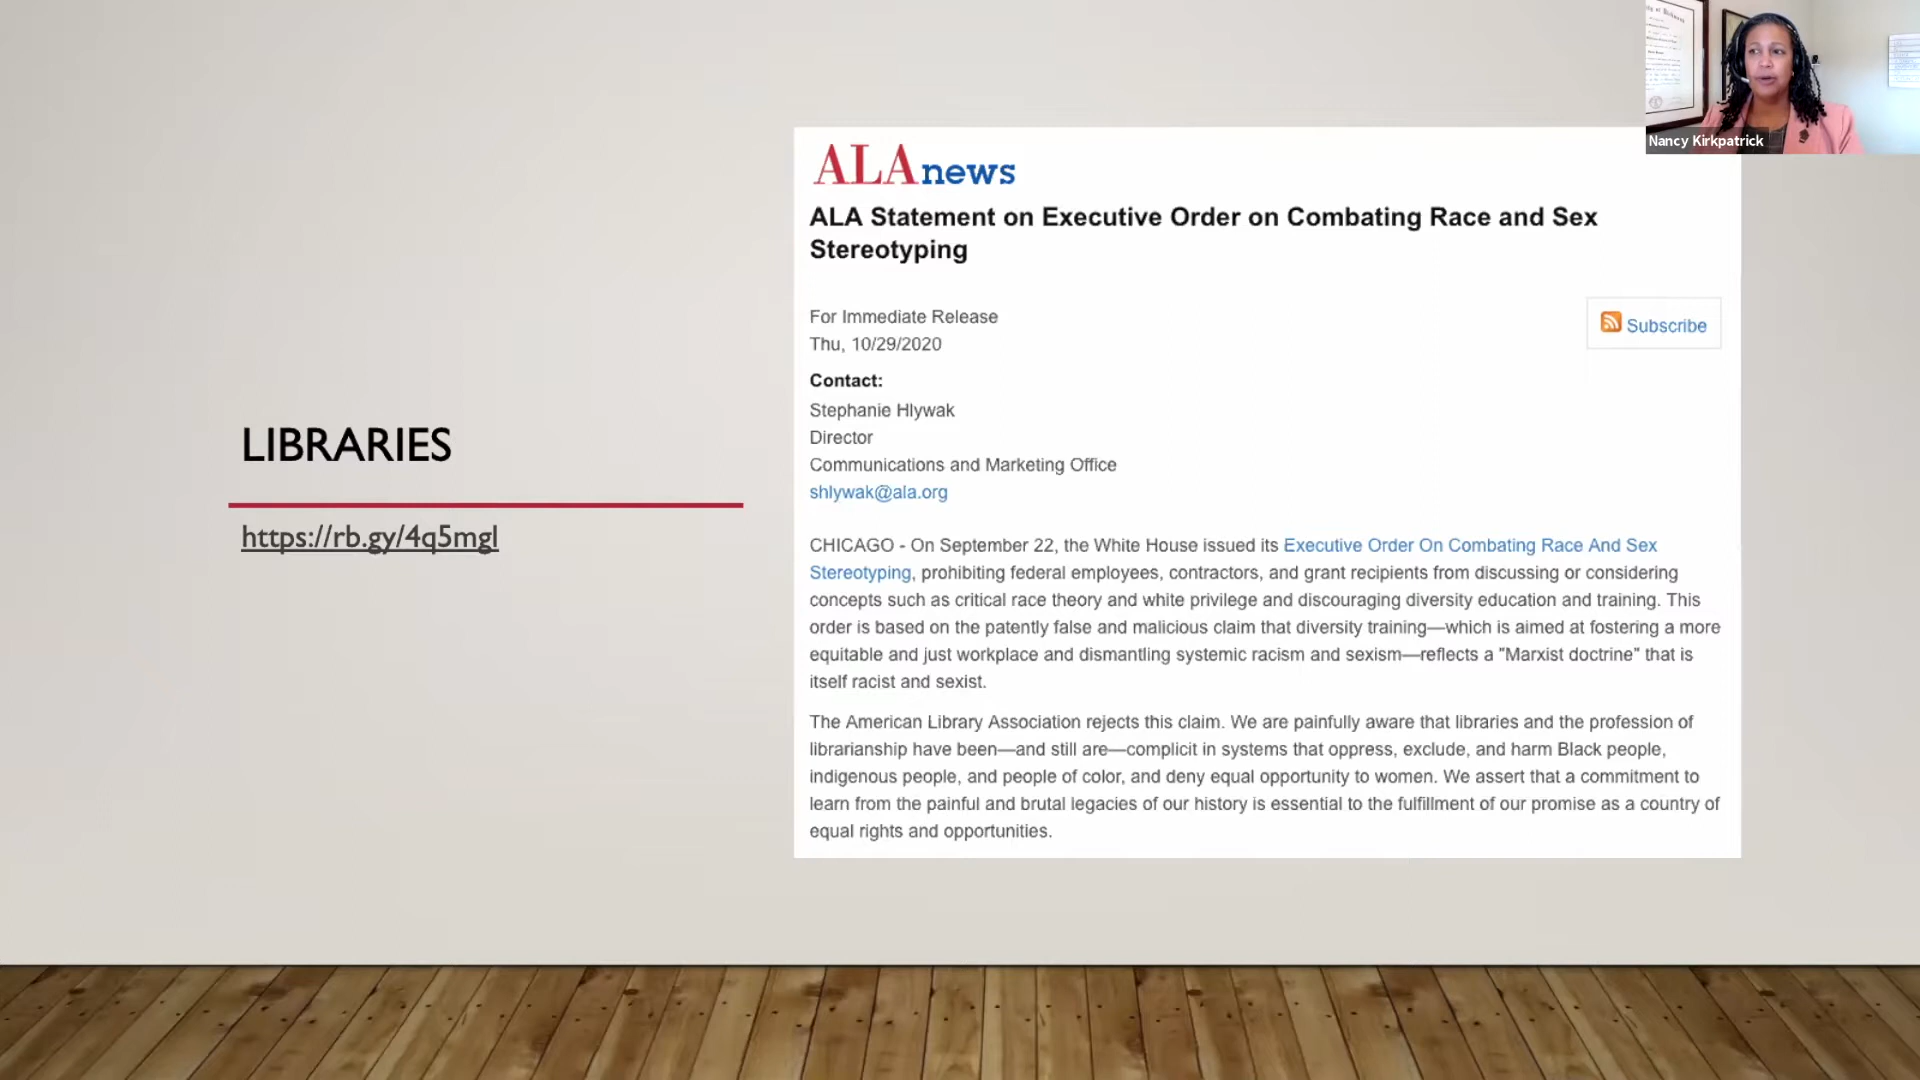 Nancy Kirkpatrick
LIBRARIES
https://rb.gy/4q5mgl
ALAnews
ALA Statement on Executive Order on Combating Race and Sex
Stereotyping
For Immediate Release
Thu, 10/29/2020
Subscribe
Contact:
Stephanie Hlywak
Director
Communications and Marketing Office
shlywak@ala.org
CHICAGO - On September 22, the White House issued its Executive Order On Combating Race And Sex
Stereotyping, prohibiting federal employees, contractors, and grant recipients from discussing or considering
concepts such as critical race theory and white privilege and discouraging diversity education and training. This
order is based on the patently false and malicious claim that diversity training—which is aimed at fostering a more
equitable and just workplace and dismantling systemic racism and sexism—reflects a "Marxist doctrine" that is
itself racist and sexist.
The American Library Association rejects this claim. We are painfully aware that libraries and the profession of
librarianship have been—and still are—complicit in systems that oppress, exclude, and harm Black people,
indigenous people, and people of color, and deny equal opportunity to women. We assert that a commitment to
learn from the painful and brutal legacies of our history is essential to the fulfillment of our promise as a country of
equal rights and opportunities.